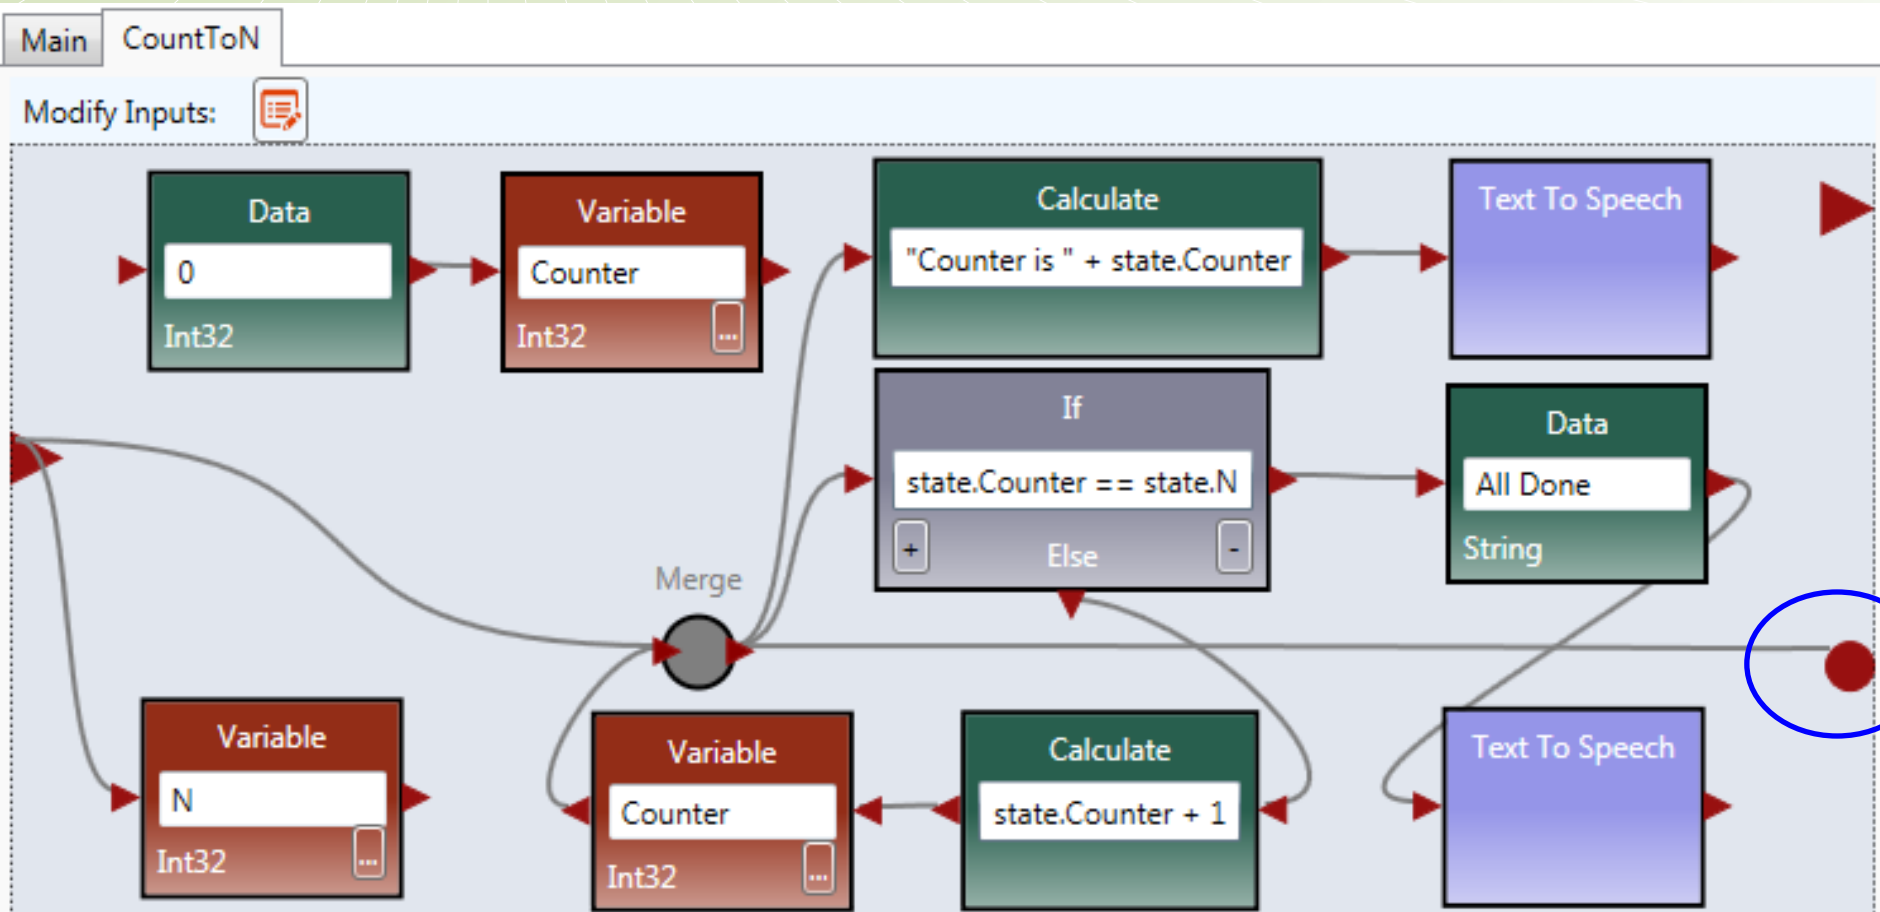 Main
CountToN
Modify Inputs:
Data
0
Int32
Variable
Counter
Int32
...
Calculate
"Counter is " + state.Counter
Text To Speech
If
state.Counter == state.N
+
Else
-
Data
All Done
String
Merge
Variable
N
Int32
...
Variable
Counter
Int32
...
Calculate
state.Counter + 1
Text To Speech